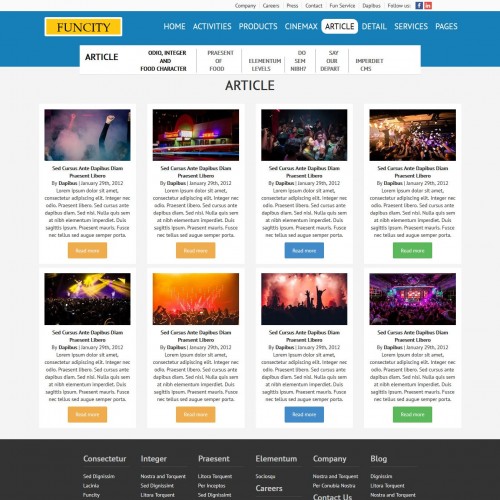 Company Careers Press Contact Fun Service Dapibus Follow us:
FUNCITY
HOME ACTIVITIES PRODUCTS CINEMAX ARTICLE DETAIL SERVICES PAGES
ARTICLE
ODIO, INTEGER
AND
FOOD CHARACTER
PRAESENT
OF
FOOD
ELEMENTUM
LEVELS
DO
SEM
NIBH?
SAY
OUR
DEPART
IMPERDIET
CMS
ARTICLE
Sed Cursus Ante Dapibus Diam
Praesent Libero
By Dapibus | January 29th, 2012
Lorem ipsum dolor sit amet,
consectetur adipiscing elit. Integer nec
odio. Praesent libero. Sed cursus ante
dapibus diam. Sed nisi. Nulla quis sem
at nibh elementum imperdiet. Duis
sagittis ipsum. Praesent mauris. Fusce
nec tellus sed augue semper porta.
Read more
Sed Cursus Ante Dapibus Diam
Praesent Libero
By Dapibus | January 29th, 2012
Lorem ipsum dolor sit amet,
consectetur adipiscing elit. Integer nec
odio. Praesent libero. Sed cursus ante
dapibus diam. Sed nisi. Nulla quis sem
at nibh elementum imperdiet. Duis
sagittis ipsum. Praesent mauris. Fusce
nec tellus sed augue semper porta.
Read more
Sed Cursus Ante Dapibus Diam
Praesent Libero
By Dapibus | January 29th, 2012
Lorem ipsum dolor sit amet,
consectetur adipiscing elit. Integer nec
odio. Praesent libero. Sed cursus ante
dapibus diam. Sed nisi. Nulla quis sem
at nibh elementum imperdiet. Duis
sagittis ipsum. Praesent mauris. Fusce
nec tellus sed augue semper porta.
Read more
Sed Cursus Ante Dapibus Diam
Praesent Libero
By Dapibus | January 29th, 2012
Lorem ipsum dolor sit amet,
consectetur adipiscing elit. Integer nec
odio. Praesent libero. Sed cursus ante
dapibus diam. Sed nisi. Nulla quis sem
at nibh elementum imperdiet. Duis
sagittis ipsum. Praesent mauris. Fusce
nec tellus sed augue semper porta.
Read more
Sed Cursus Ante Dapibus Diam
Praesent Libero
By Dapibus | January 29th, 2012
Lorem ipsum dolor sit amet,
consectetur adipiscing elit. Integer nec
odio. Praesent libero. Sed cursus ante
dapibus diam. Sed nisi. Nulla quis sem
at nibh elementum imperdiet. Duis
sagittis ipsum. Praesent mauris. Fusce
nec tellus sed augue semper porta.
Read more
Sed Cursus Ante Dapibus Diam
Praesent Libero
By Dapibus | January 29th, 2012
Lorem ipsum dolor sit amet,
consectetur adipiscing elit. Integer nec
odio. Praesent libero. Sed cursus ante
dapibus diam. Sed nisi. Nulla quis sem
at nibh elementum imperdiet. Duis
sagittis ipsum. Praesent mauris. Fusce
nec tellus sed augue semper porta.
Read more
Sed Cursus Ante Dapibus Diam
Praesent Libero
By Dapibus | January 29th, 2012
Lorem ipsum dolor sit amet,
consectetur adipiscing elit. Integer nec
odio. Praesent libero. Sed cursus ante
dapibus diam. Sed nisi. Nulla quis sem
at nibh elementum imperdiet. Duis
sagittis ipsum. Praesent mauris. Fusce
nec tellus sed augue semper porta.
Read more
Sed Cursus Ante Dapibus Diam
Praesent Libero
By Dapibus | January 29th, 2012
Lorem ipsum dolor sit amet,
consectetur adipiscing elit. Integer nec
odio. Praesent libero. Sed cursus ante
dapibus diam. Sed nisi. Nulla quis sem
at nibh elementum imperdiet. Duis
sagittis ipsum. Praesent mauris. Fusce
nec tellus sed augue semper porta.
Read more
Consectetur
Sed Dignissim
Lacinia
Funcity
Integer
Nostra and Torquent
Sed Dignissim
Litora Torquent
Praesent
Litora Torquent
Per Inceptos
Sed Dignissim
Elementum
Sociosqu
Careers
Company
Nostra and Torquent
Per Conubia Nostra
Contact Us
Blog
Dignissim
Litora Torquent
Nostra and Torquent